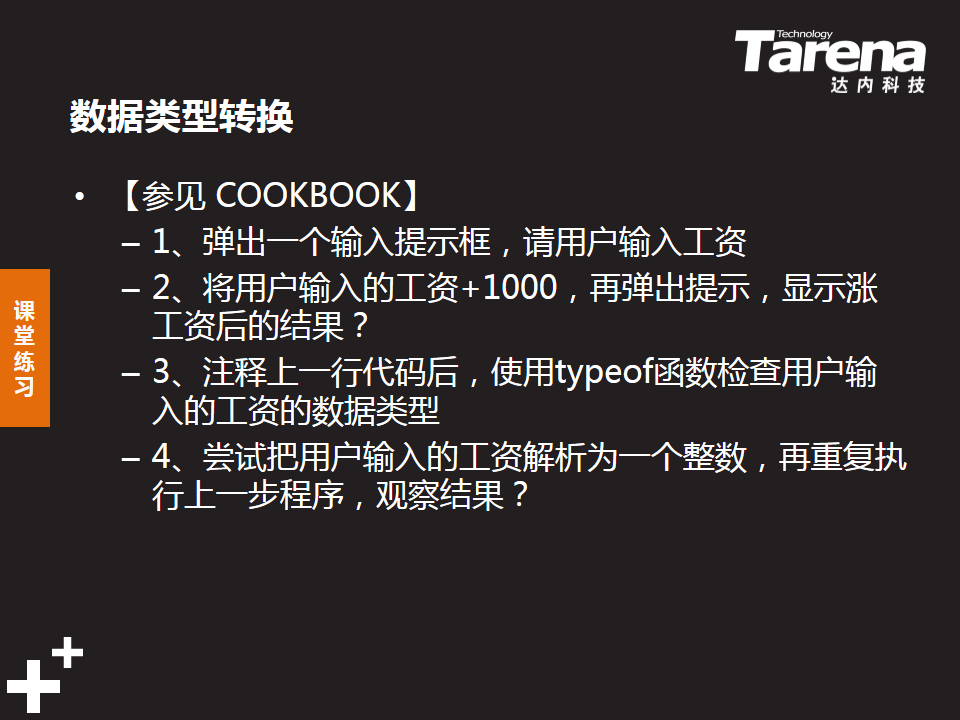 Technology
Tarena
达内科技
数据类型转换
• 【参见 COOKBOOK】
– 1、弹出一个输入提示框，请用户输入工资
– 2、将用户输入的工资+1000，再弹出提示，显示涨
工资后的结果？
– 3、注释上一行代码后，使用typeof函数检查用户输
入的工资的数据类型
– 4、尝试把用户输入的工资解析为一个整数，再重复执
行上一步程序，观察结果？
课
堂
练
习